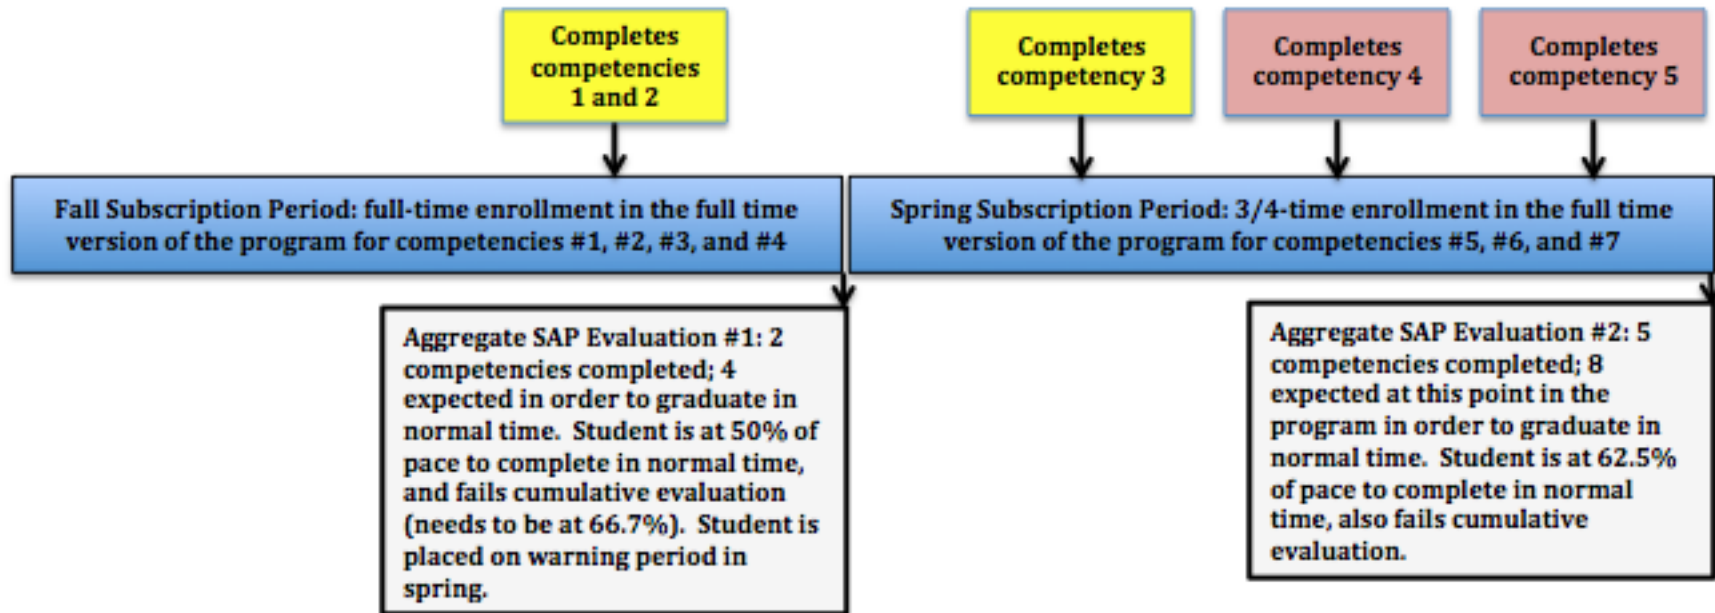 Completes
competencies
1 and 2
Completes
competency 3
Completes
competency 4
Completes
competency 5
Fall Subscription Period: full-time enrollment in the full time
version of the program for competencies #1, #2, #3, and #4
Spring Subscription Period: 3/4-time enrollment in the full time
version of the program for competencies #5, #6, and #7
Aggregate SAP Evaluation #1: 2
competencies completed; 4
expected in order to graduate in
normal time.  Student is at 50% of
pace to complete in normal time,
and fails cumulative evaluation
(needs to be at 66.7%).  Student is
placed on warning period in
spring.
Aggregate SAP Evaluation #2: 5
competencies completed; 8
expected at this point in the
program in order to graduate in
normal time.  Student is at 62.5%
of pace to complete in normal
time, also fails cumulative
evaluation.